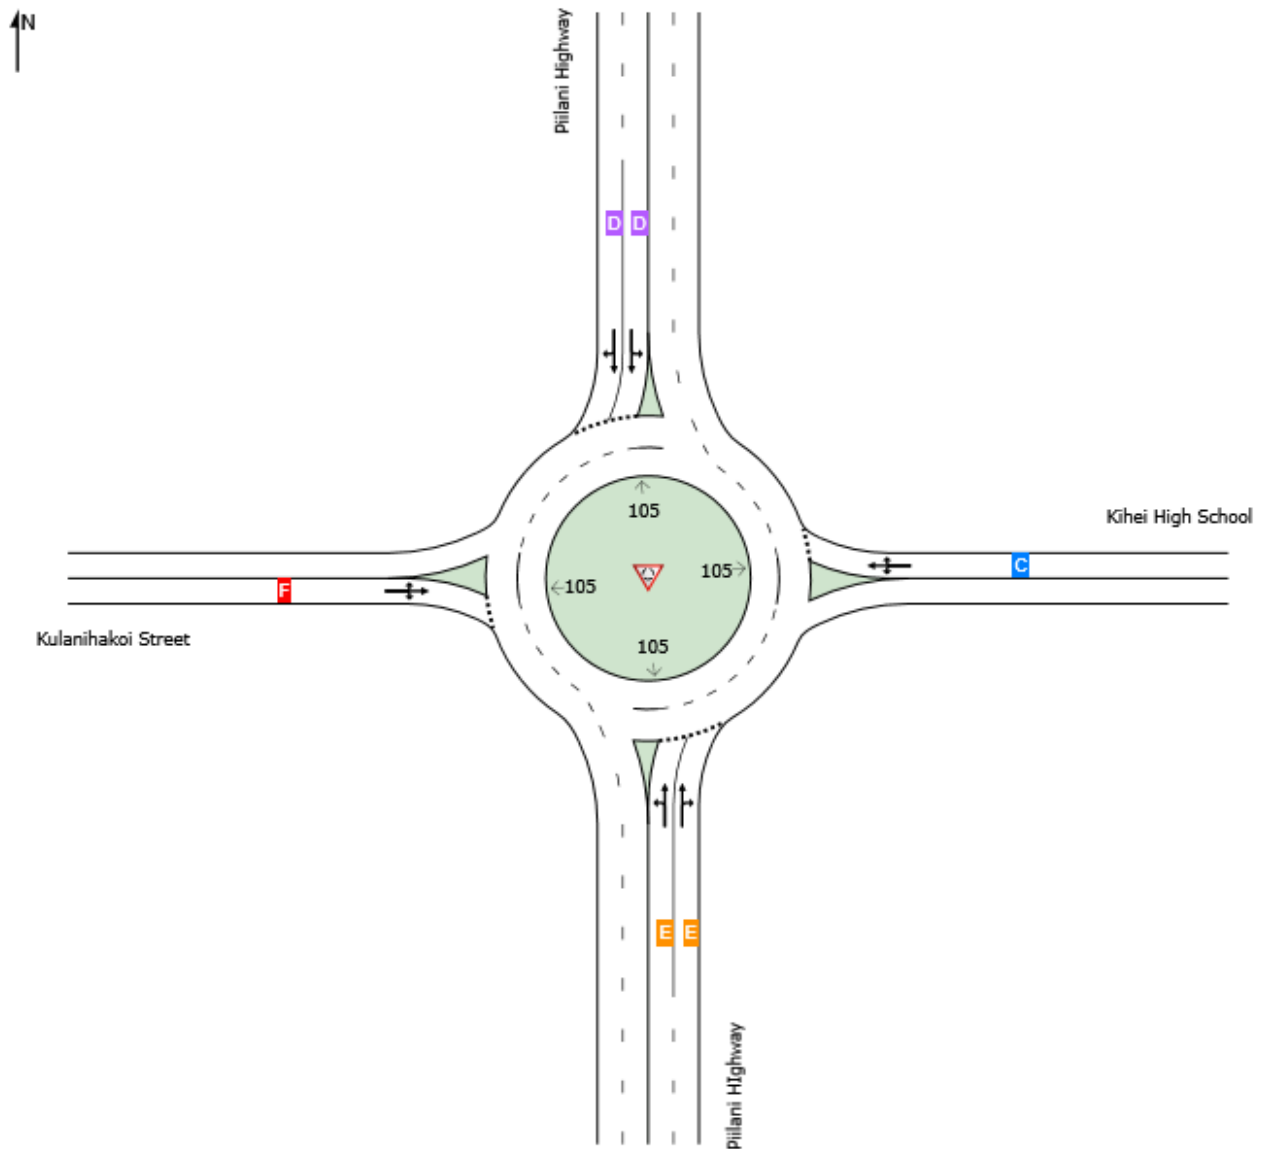 N
Piilani Highway
D D
105
Kihei High School
105
C
105
F
Kulanihakoi Street
105
E E
Piilani HIghway